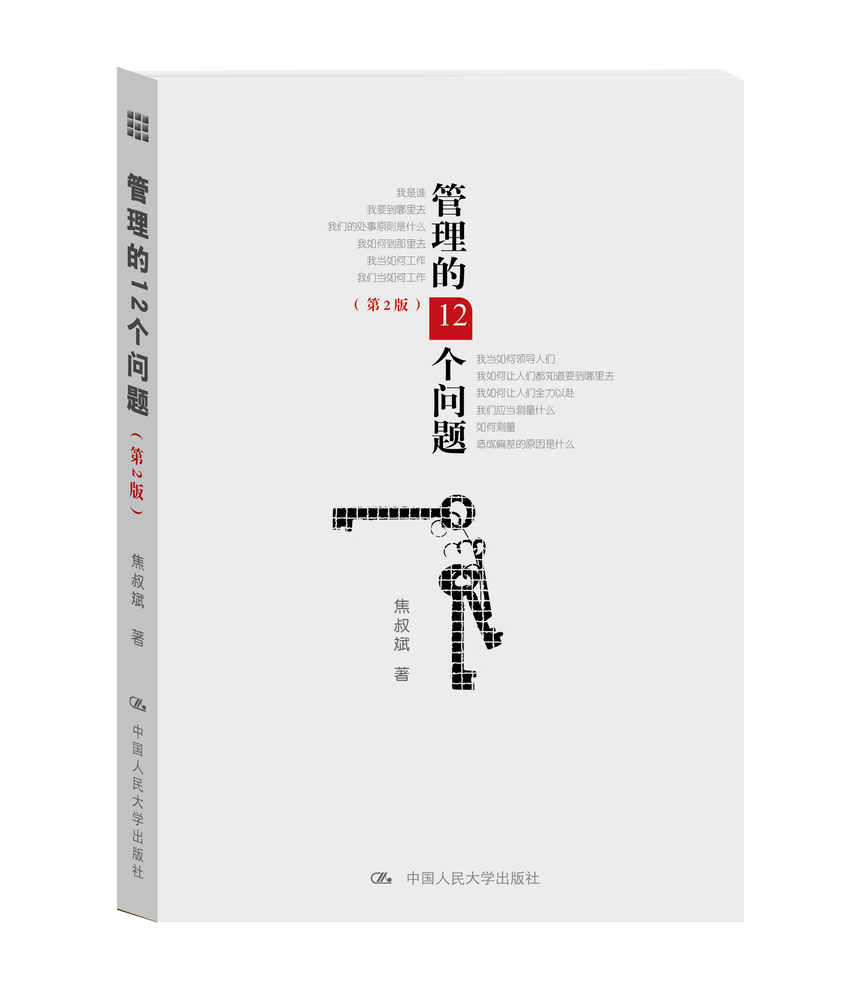 管理的12个问题
（第2版）
焦叔斌 著
中国人民大学出版社
管理的
12
个问题
我是谁
我要到哪里去
我们的处事原则是什么
我如何到那里去
我当如何工作
我们当如何工作
（第2版）
我当如何领导人们
我如何让人们都知道要到哪里去
我如何让人们全力以赴
我们应当测量什么
如何测量
造成偏差的原因是什么
焦叔斌 著
中国人民大学出版社